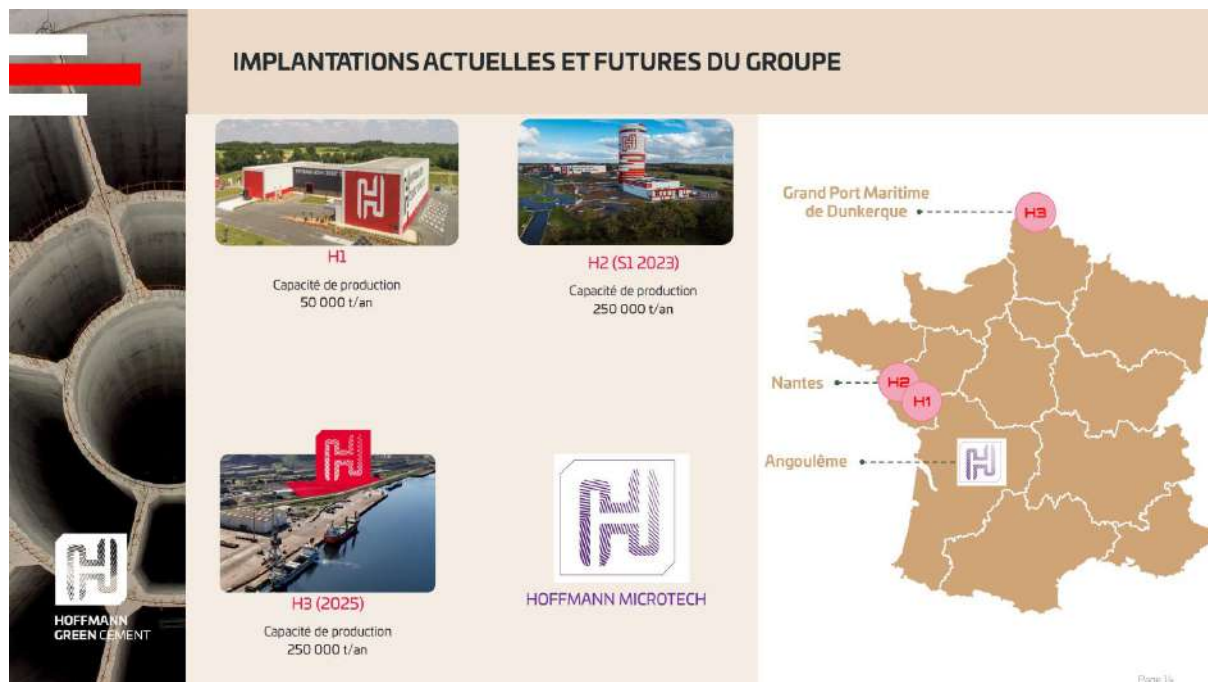 IMPLANTATIONS ACTUELLES ET FUTURES DU GROUPE
H1
Capacité de production
50 000 t/an
H2 (S1 2023)
Capacité de production
250 000 t/an
H3 (2025)
Capacité de production
250 000 t/an
HOFFMANN MICROTECH
Grand Port Maritime
de Dunkerque
H3
Nantes
H2
H1
Angoulême
HOFFMANN
GREEN CEMENT
Page 14